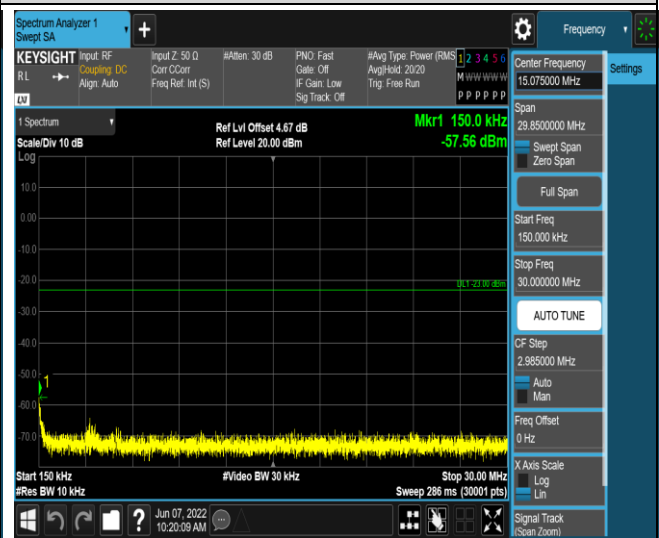 Spectrum Analyzer 1
Swept SA
+
Frequency
KEYSIGHT
RL
LXI
Input: RF
Coupling: DC
Align: Auto
Input Z: 50 Ω
Corr CCorr
Freq Ref: Int (S)
#Atten: 30 dB
PNO: Fast
Gate: Off
IF Gain: Low
Sig Track: Off
#Avg Type: Power (RMS
Avg|Hold: 20/20
Trig: Free Run
1 2 3 4 5 6
M W W W W W
P P P P P P
Center Frequency
15.075000 MHz
Settings
Span
29.8500000 MHz
Swept Span
Zero Span
Full Span
Start Freq
150.000 kHz
Stop Freq
30.000000 MHz
AUTO TUNE
CF Step
2.985000 MHz
Auto
Man
Freq Offset
0 Hz
X Axis Scale
Log
Lin
Signal Track
(Span Zoom)
1 Spectrum
Scale/Div 10 dB
Log
Ref Lvl Offset 4.67 dB
Ref Level 20.00 dBm
Mkr1 150.0 kHz
-57.56 dBm
10.0
0.00
-10.0
-20.0
DL1 -23.00 dBm
-30.0
-40.0
-50.0
1
-60.0
-70.0
Start 150 kHz
#Video BW 30 kHz
Stop 30.00 MHz
#Res BW 10 kHz
Sweep 286 ms (30001 pts)
?
Jun 07, 2022
10:20:09 AM